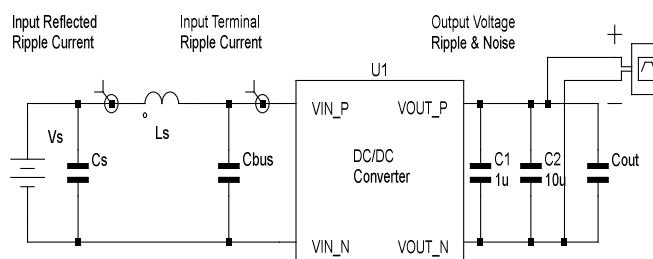 Input Reflected
Ripple Current
Input Terminal
Ripple Current
Output Voltage
Ripple & Noise
+
U1
VIN_P
VOUT_P
−
Vs
Ls
Cs
Cbus
DC/DC
Converter
C1
1u
C2
10u
Cout
VIN_N
VOUT_N